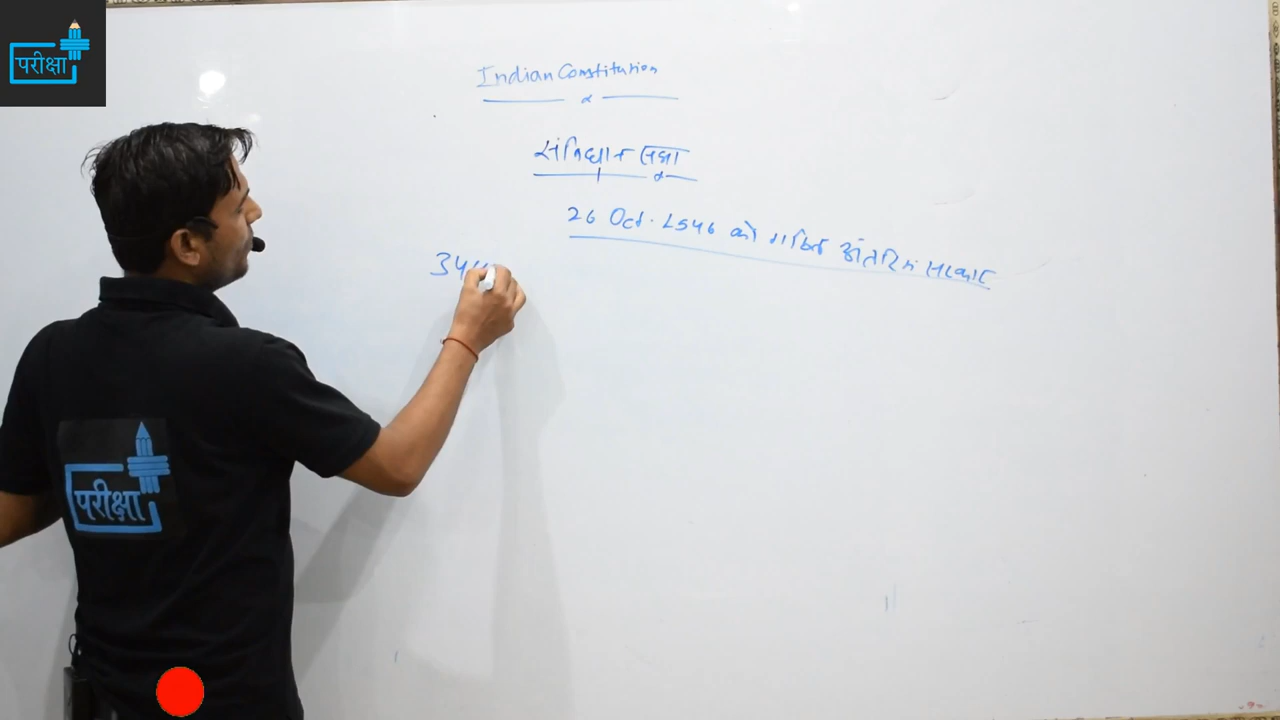 परीक्षा
Indian Constitution
संविधान सभा
26 Oct. 1946 को गठित अंतरिम सरकार
परीक्षा